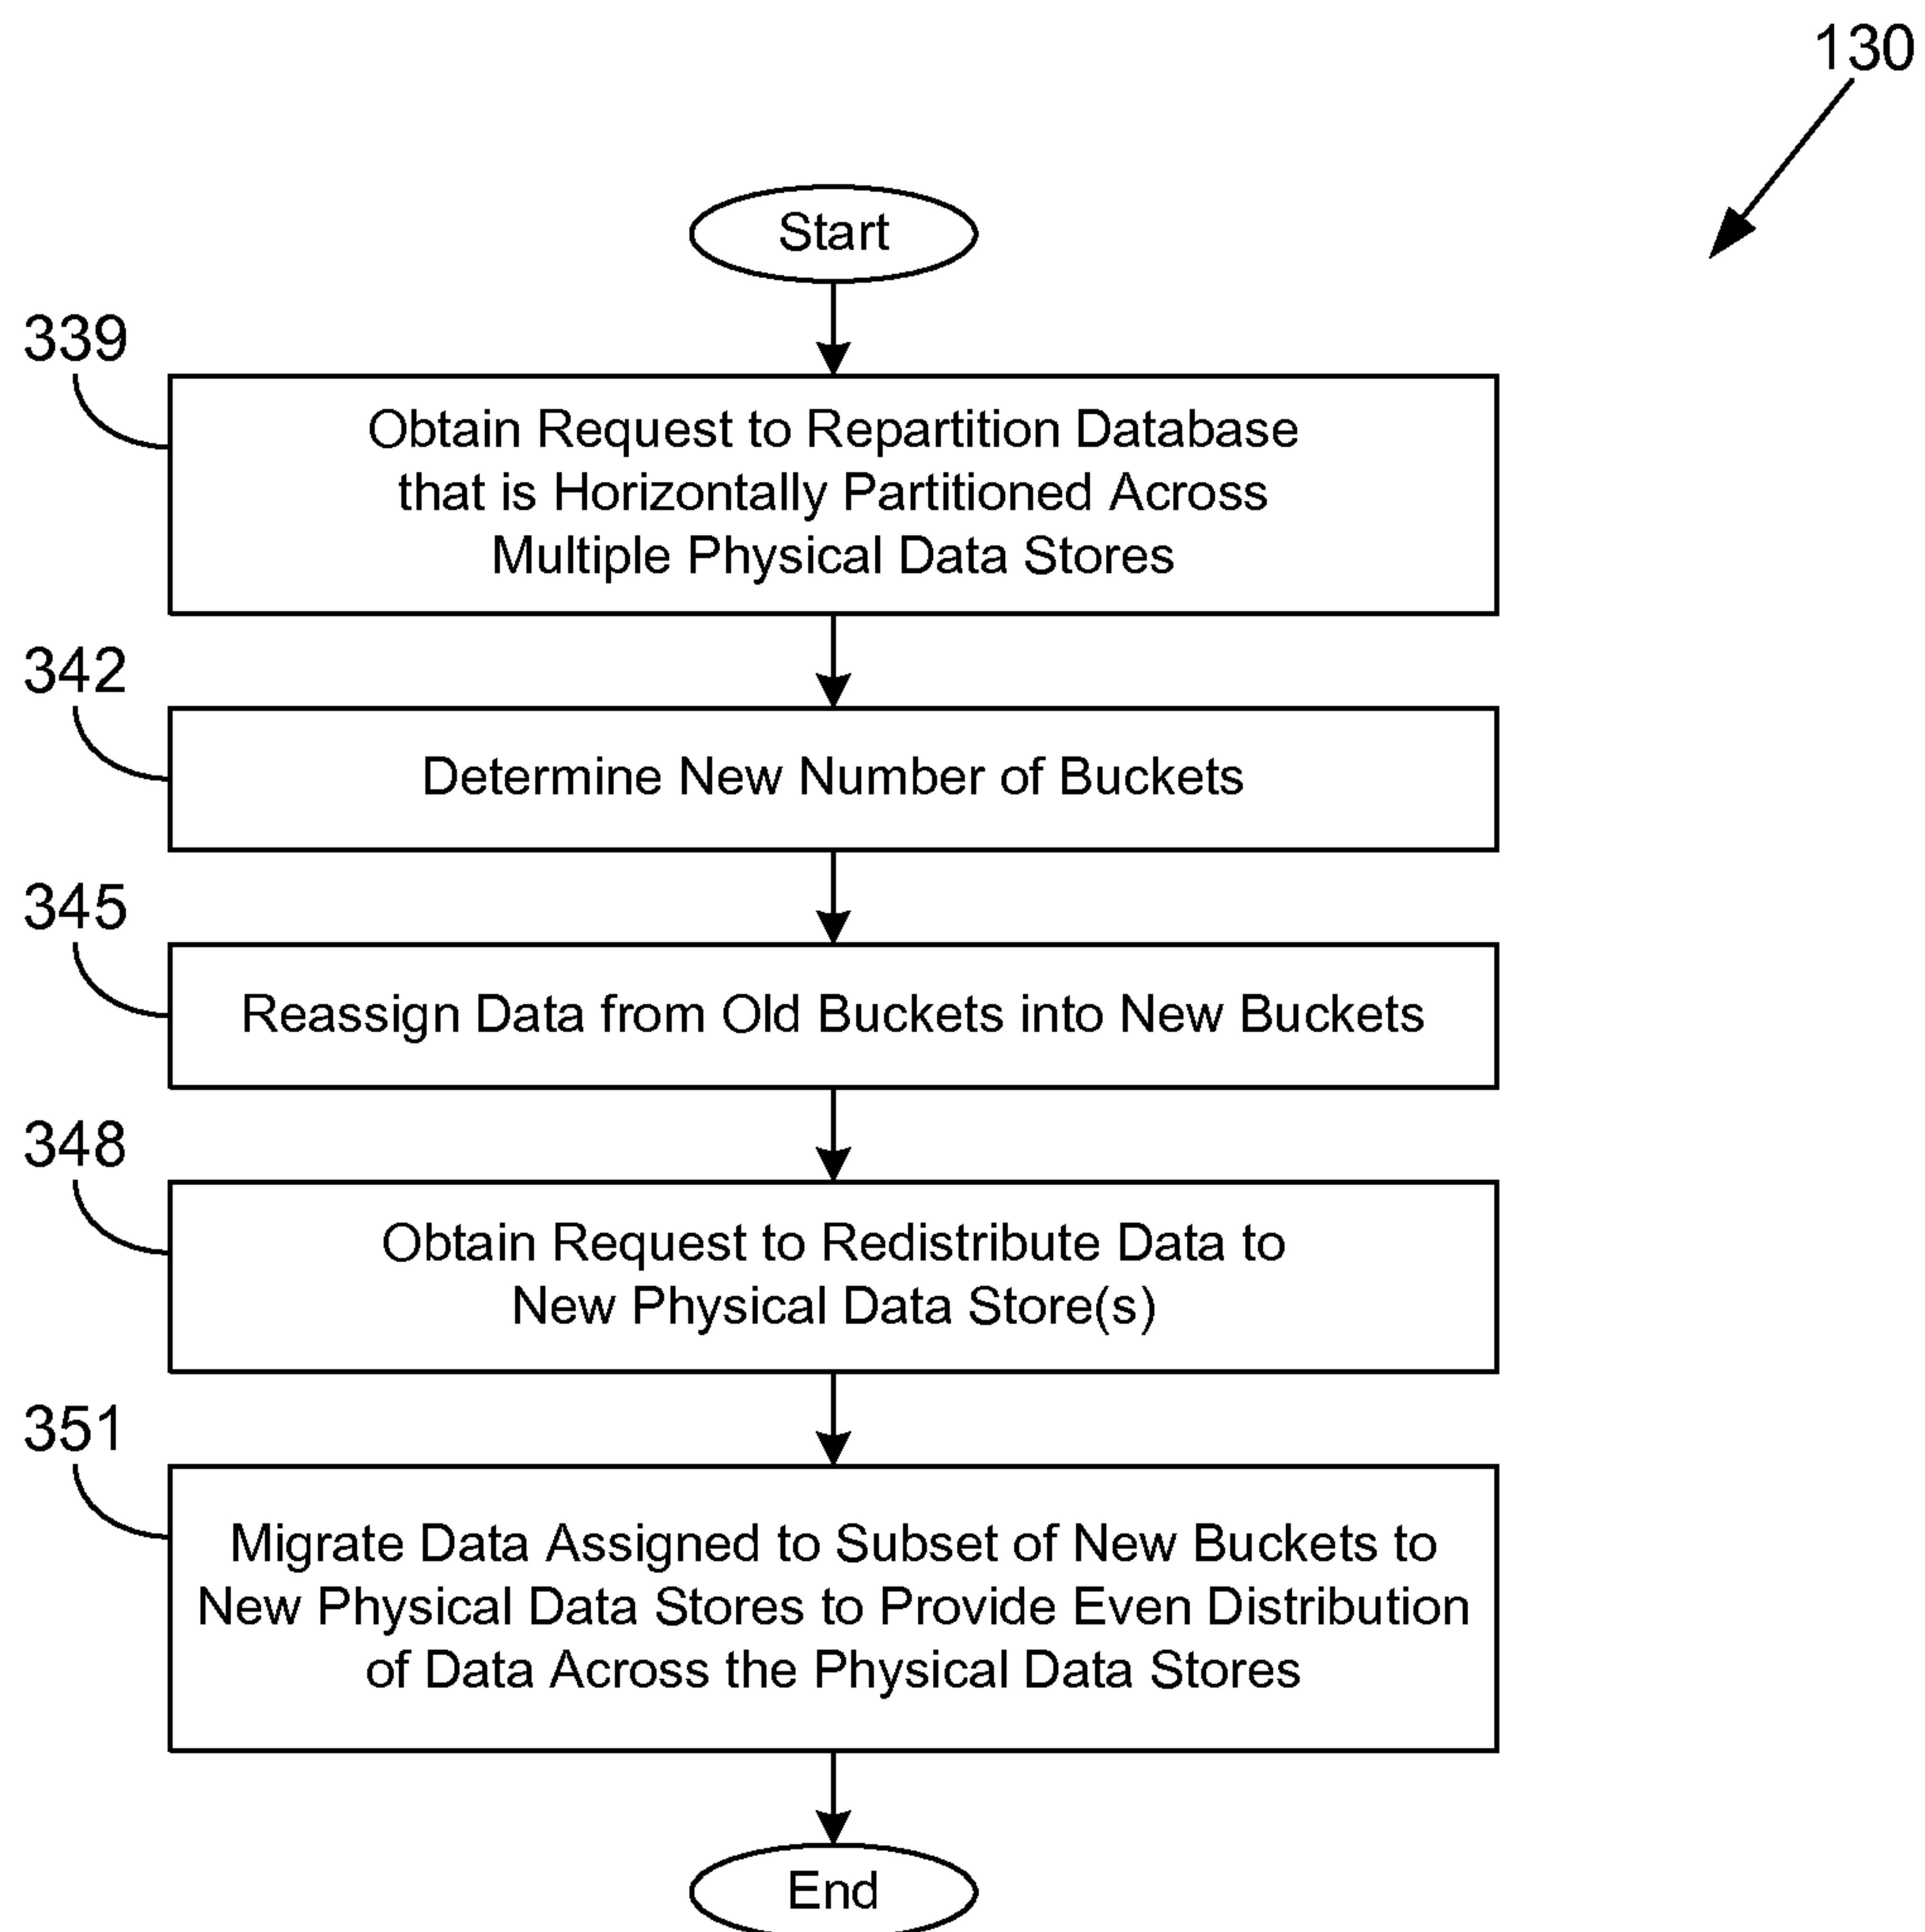 130
Start
339
Obtain Request to Repartition Database
that is Horizontally Partitioned Across
Multiple Physical Data Stores
342
Determine New Number of Buckets
345
Reassign Data from Old Buckets into New Buckets
348
Obtain Request to Redistribute Data to
New Physical Data Store(s)
351
Migrate Data Assigned to Subset of New Buckets to
New Physical Data Stores to Provide Even Distribution
of Data Across the Physical Data Stores
End